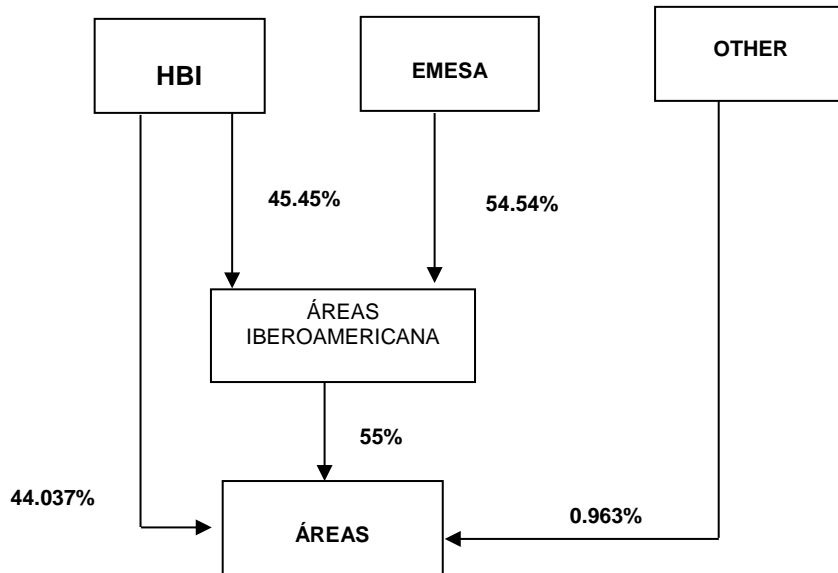 HBI
EMESA
OTHER
45.45%
54.54%
ÁREAS
IBEROAMERICANA
55%
44.037%
0.963%
ÁREAS